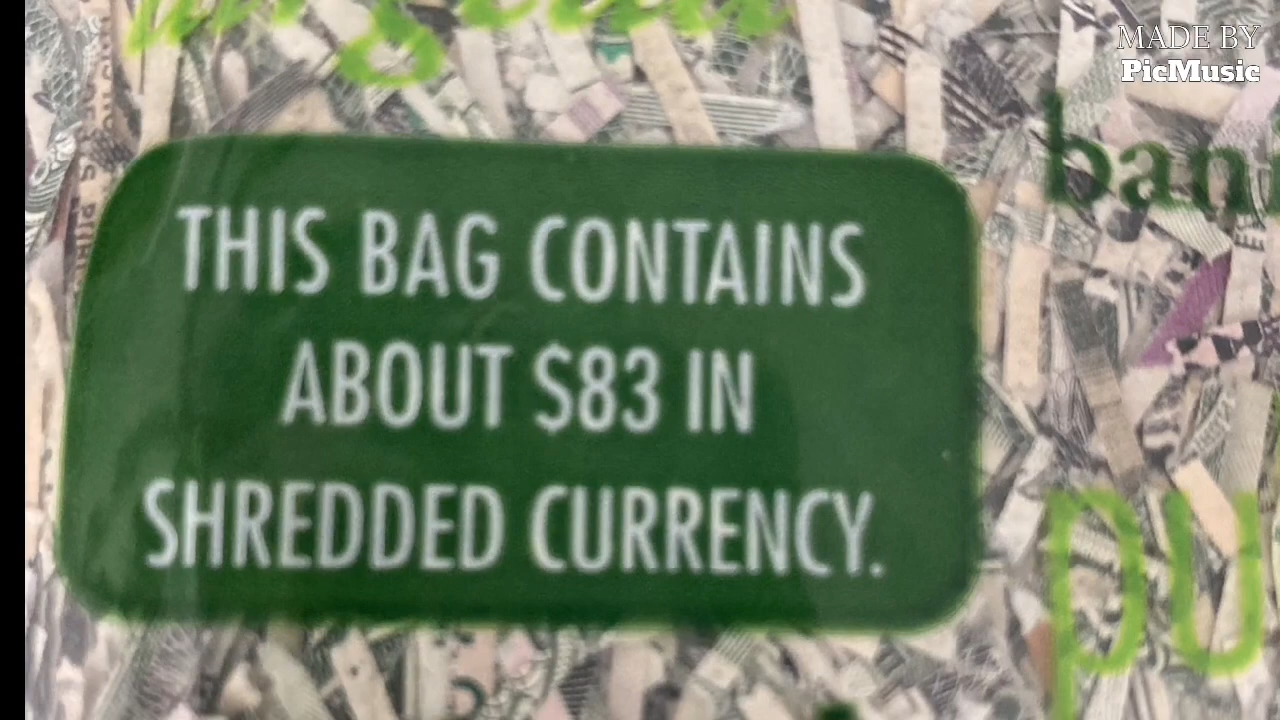 MADE BY
PicMusic
THIS BAG CONTAINS
ABOUT $83 IN
SHREDDED CURRENCY.